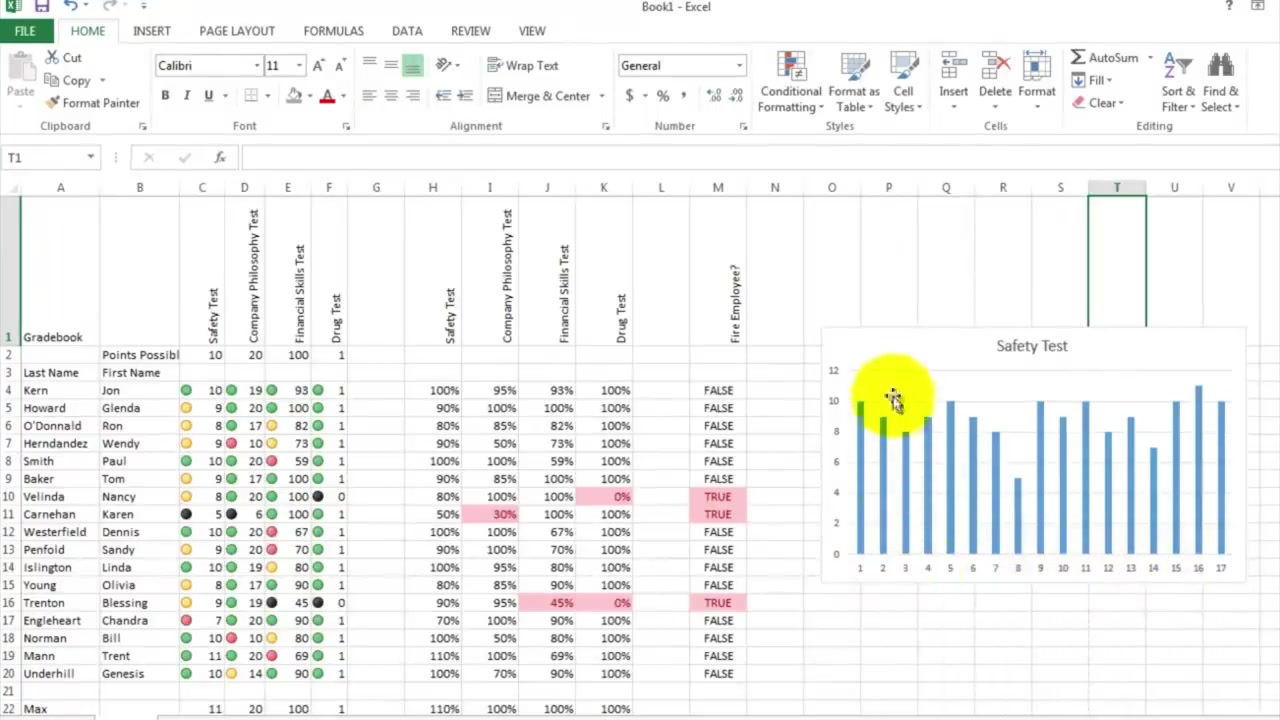 Book1 - Excel
?
FILE HOME INSERT PAGE LAYOUT FORMULAS DATA REVIEW VIEW
Paste Cut Copy Format Painter Clipboard
Calibri 11 A A B I U A Font
Wrap Text Merge & Center Alignment
General $ % , Number
Conditional Formatting Format as Table Cell Styles Styles
Insert Delete Format Cells
AutoSum Fill Clear Sort & Filter Find & Select Editing
T1 fx
A B C D E F G H I J K L M N O P Q R S T U V
1 Gradebook Safety Test Company Philosophy Test Financial Skills Test Drug Test Safety Test Company Philosophy Test Financial Skills Test Drug Test Fire Employee?
2 Points Possibl 10 20 100 1
3 Last Name First Name
4 Kern Jon 10 19 93 1 100% 95% 93% 100% FALSE
5 Howard Glenda 9 20 100 1 90% 100% 100% 100% FALSE
6 O'Donnald Ron 8 17 82 1 80% 85% 82% 100% FALSE
7 Herndandez Wendy 9 10 73 1 90% 50% 73% 100% FALSE
8 Smith Paul 10 20 59 1 100% 100% 59% 100% FALSE
9 Baker Tom 9 17 100 1 90% 85% 100% 100% FALSE
10 Velinda Nancy 8 20 100 0 80% 100% 100% 0% TRUE
11 Carnehan Karen 5 6 100 1 50% 30% 100% 100% TRUE
12 Westerfield Dennis 10 20 67 1 100% 100% 67% 100% FALSE
13 Penfold Sandy 9 20 70 1 90% 100% 70% 100% FALSE
14 Islington Linda 10 19 80 1 100% 95% 80% 100% FALSE
15 Young Olivia 8 17 90 1 80% 85% 90% 100% FALSE
16 Trenton Blessing 9 19 45 0 90% 95% 45% 0% TRUE
17 Engleheart Chandra 7 20 90 1 70% 100% 90% 100% FALSE
18 Norman Bill 10 10 80 1 100% 50% 80% 100% FALSE
19 Mann Trent 11 20 69 1 110% 100% 69% 100% FALSE
20 Underhill Genesis 10 14 90 1 100% 70% 90% 100% FALSE
21
22 Max 11 20 100 1 110% 100% 100% 100%
Safety Test
12
10
8
6
4
2
0
1 2 3 4 5 6 7 8 9 10 11 12 13 14 15 16 17